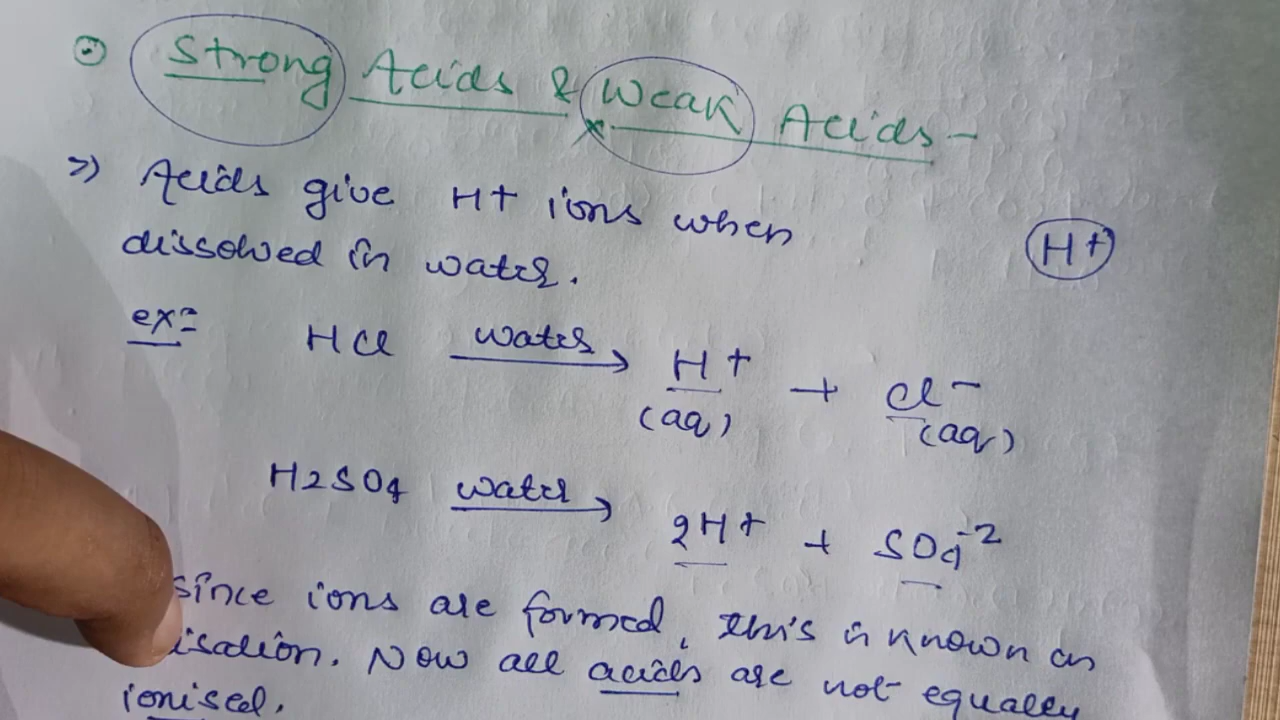 Strong Acids & Weak Acids -
=>) Acids give H+ ions when
dissolved in water.
H+
ex:- HCl water → H+ (aq) + Cl- (aq)
H2SO4 water → 2H+ + SO4-2
since ions are formed, this is known as
isation. Now all acids are not equally
ionised.